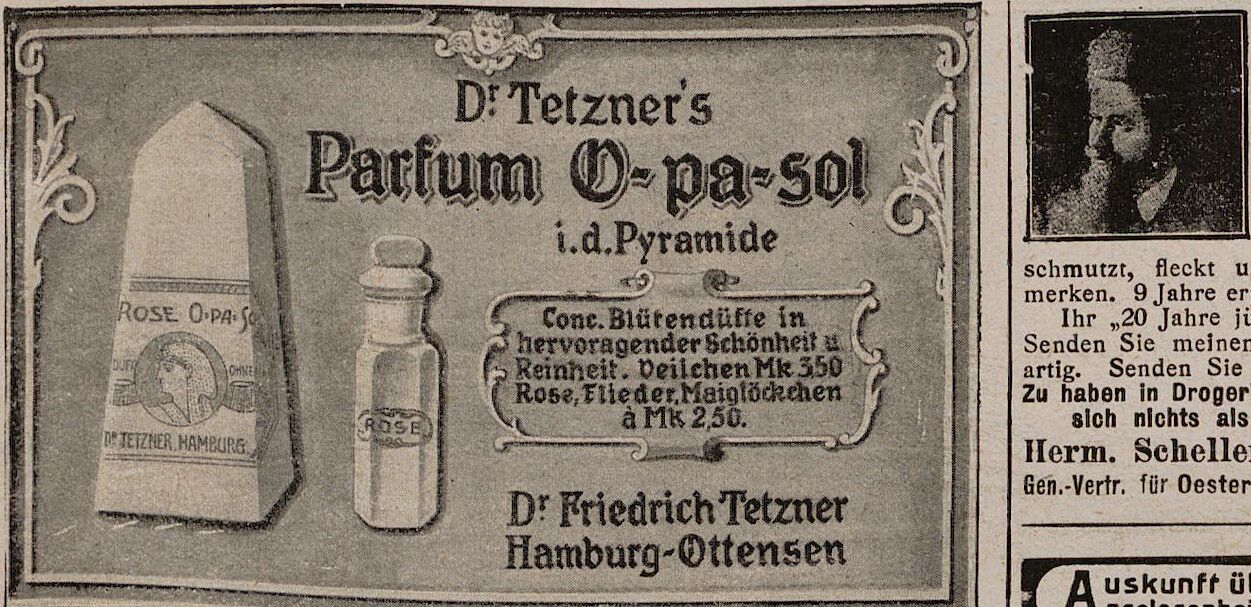 Dr Tetzner's
Parfum O-pa-sol
i.d. Pyramide
Conc. Blütendüfte in
hervoragender Schönheit u
Reinheit. Veilchen Mk 3.50
Rose, Flieder, Maiglöckchen
à Mk 2,50.
Dr Friedrich Tetzner
Hamburg-Ottensen
ROSE O·PA·SO
DUFT OHNE
DR TETZNER, HAMBURG.
ROSE
schmutzt, fleckt u
merken. 9 Jahre er
Ihr „20 Jahre jü
Senden Sie meiner
artig. Senden Sie
Zu haben in Droger
sich nichts als
Herm. Scheller
Gen.-Vertr. für Oester
Auskunft ü